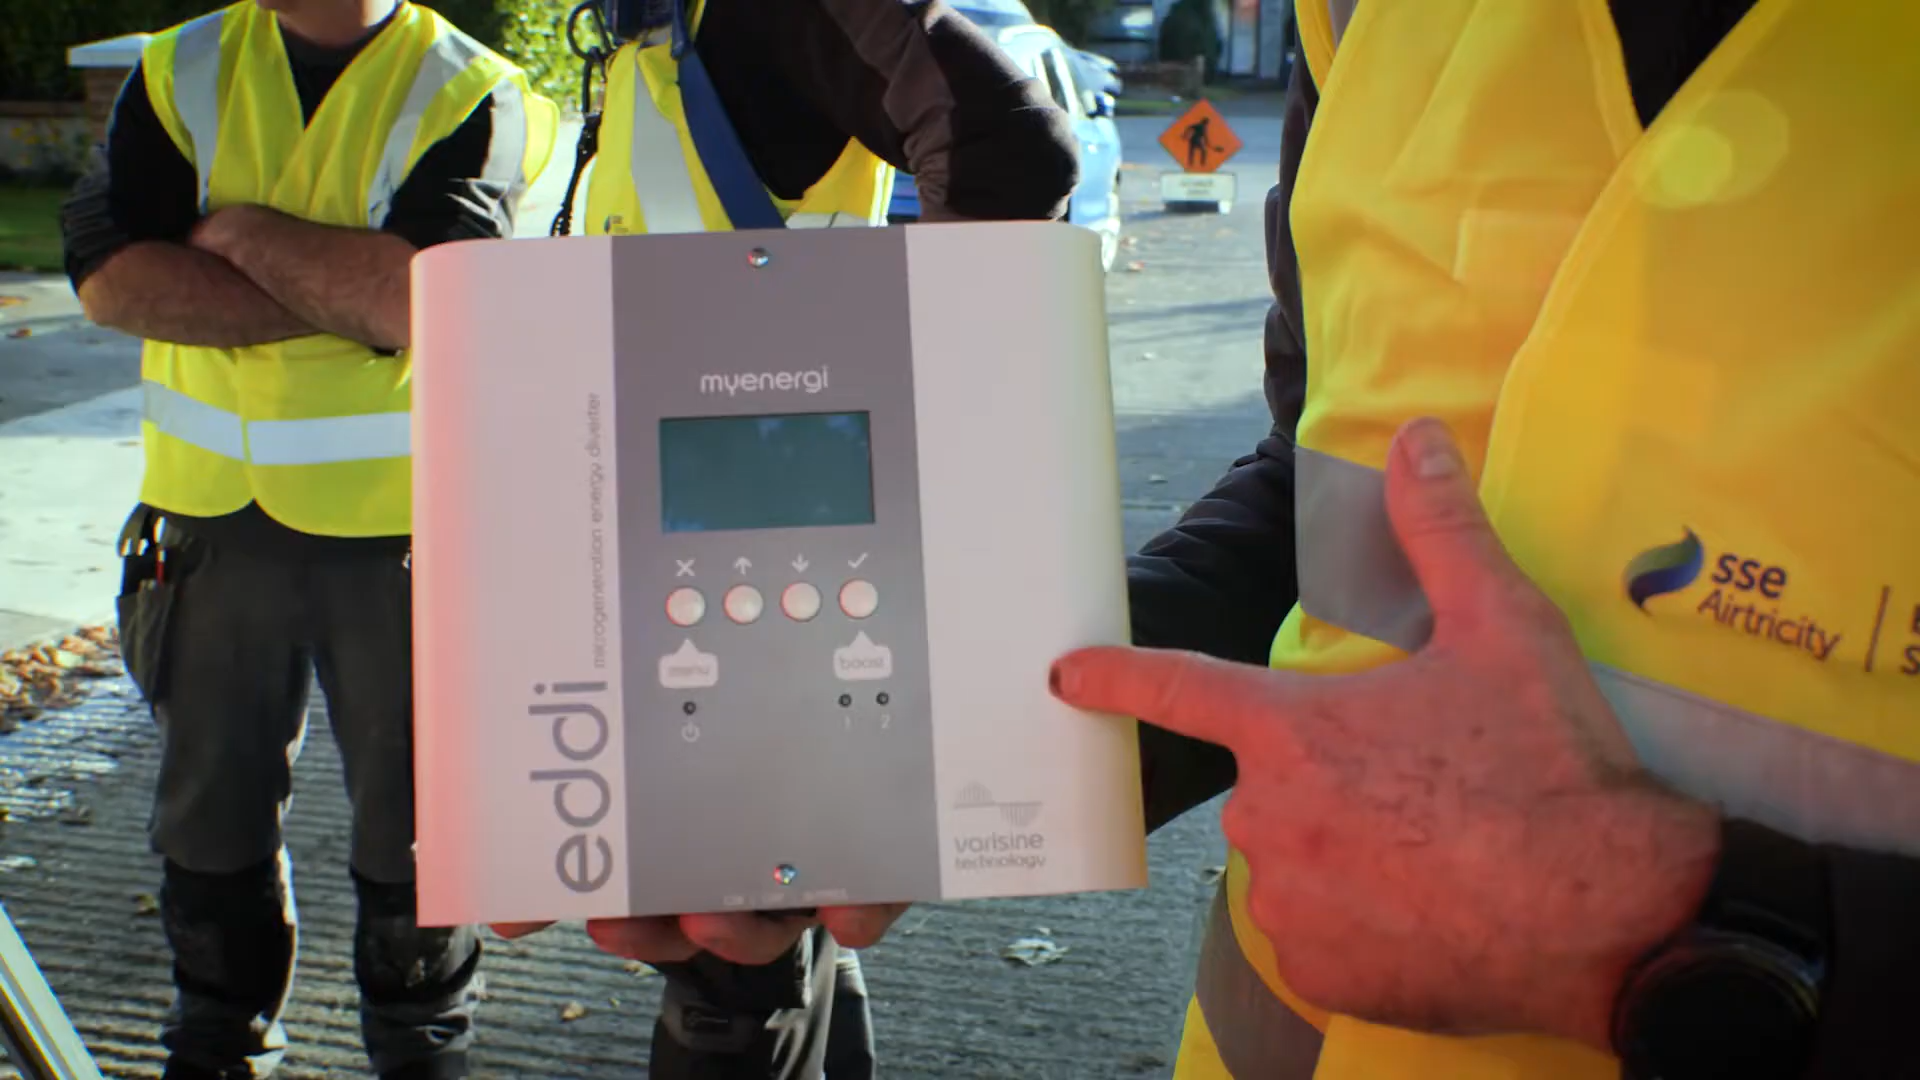 myenergi
microgeneration energy diverter
eddi
menu
boost
1 2
varisine
technology
sse
Airtricity